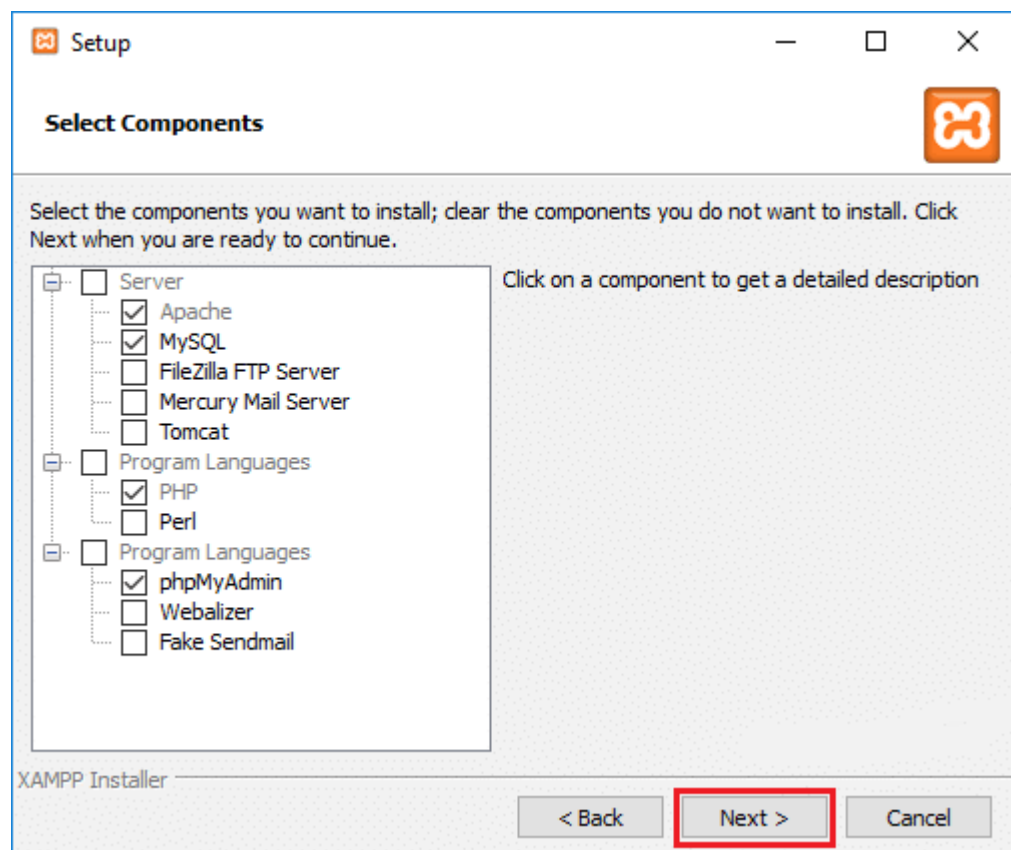 Setup
Select Components
Select the components you want to install; clear the components you do not want to install. Click
Next when you are ready to continue.
Server
Apache
MySQL
FileZilla FTP Server
Mercury Mail Server
Tomcat
Program Languages
PHP
Perl
Program Languages
phpMyAdmin
Webalizer
Fake Sendmail
Click on a component to get a detailed description
XAMPP Installer
< Back
Next >
Cancel